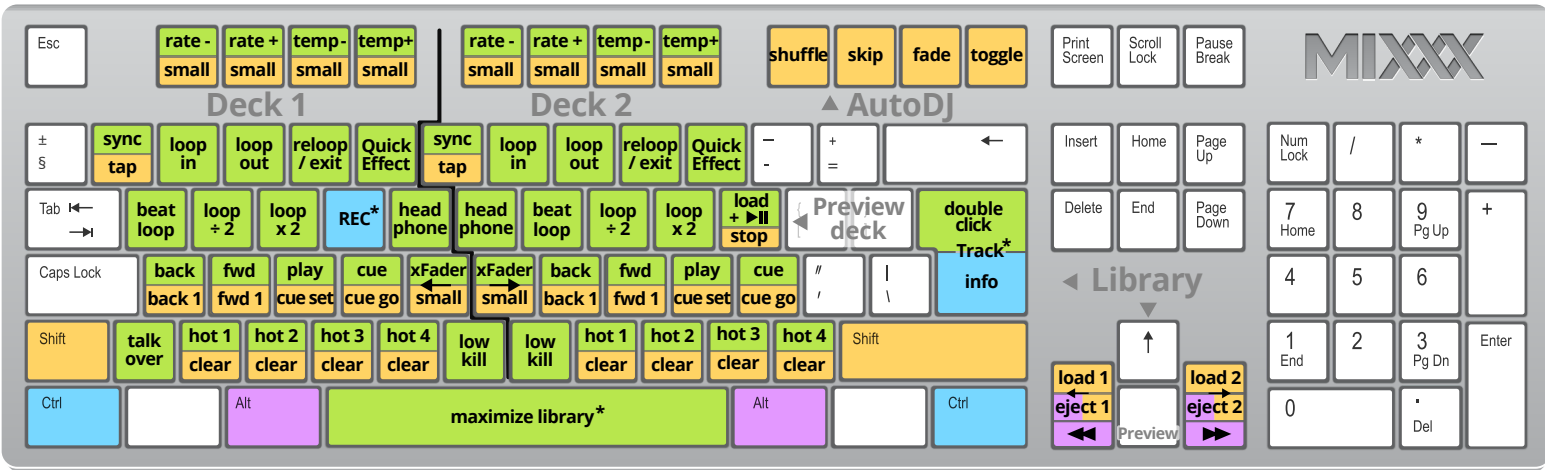 Esc
rate - rate + temp- temp+ rate - rate + temp- temp+
small small small small small small small small
shuffle skip fade toggle
Print Screen
Scroll Lock
Pause Break
MIXXX
Deck 1 Deck 2 ▲ AutoDJ
± §
sync tap
loop in
loop out
reloop / exit
Quick Effect
sync tap
loop in
loop out
reloop / exit
Quick Effect
— -
+ =
←
Insert Home Page Up
Num Lock / * —
Tab
beat loop
loop ÷ 2
loop x 2
REC*
head phone
head phone
beat loop
loop ÷ 2
loop x 2
load + ▶II stop
{ [
◀ Preview deck
double click
Track*
info
Delete End Page Down
7 Home
8
9 Pg Up
+
Caps Lock
back fwd play cue xFader xFader back fwd play cue
back 1 fwd 1 cue set cue go small small back 1 fwd 1 cue set cue go
" '
| \
◀ Library
▼
4 5 6
Shift
talk over
hot 1 hot 2 hot 3 hot 4
clear clear clear clear
low kill
low kill
hot 1 hot 2 hot 3 hot 4
clear clear clear clear
Shift
↑
1 End
2
3 Pg Dn
Enter
Ctrl Alt
maximize library*
Alt Ctrl
load 1
eject 1
◀◀
Preview
load 2
eject 2
▶▶
0
. Del